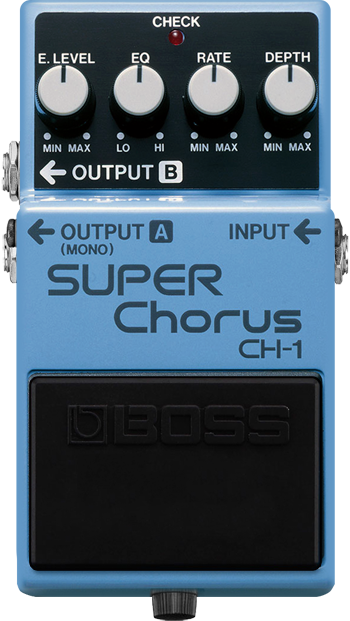 CHECK
E. LEVEL EQ RATE DEPTH
MIN MAX LO HI MIN MAX MIN MAX
OUTPUT B
OUTPUT A INPUT
(MONO)
SUPER
Chorus
CH-1
BOSS